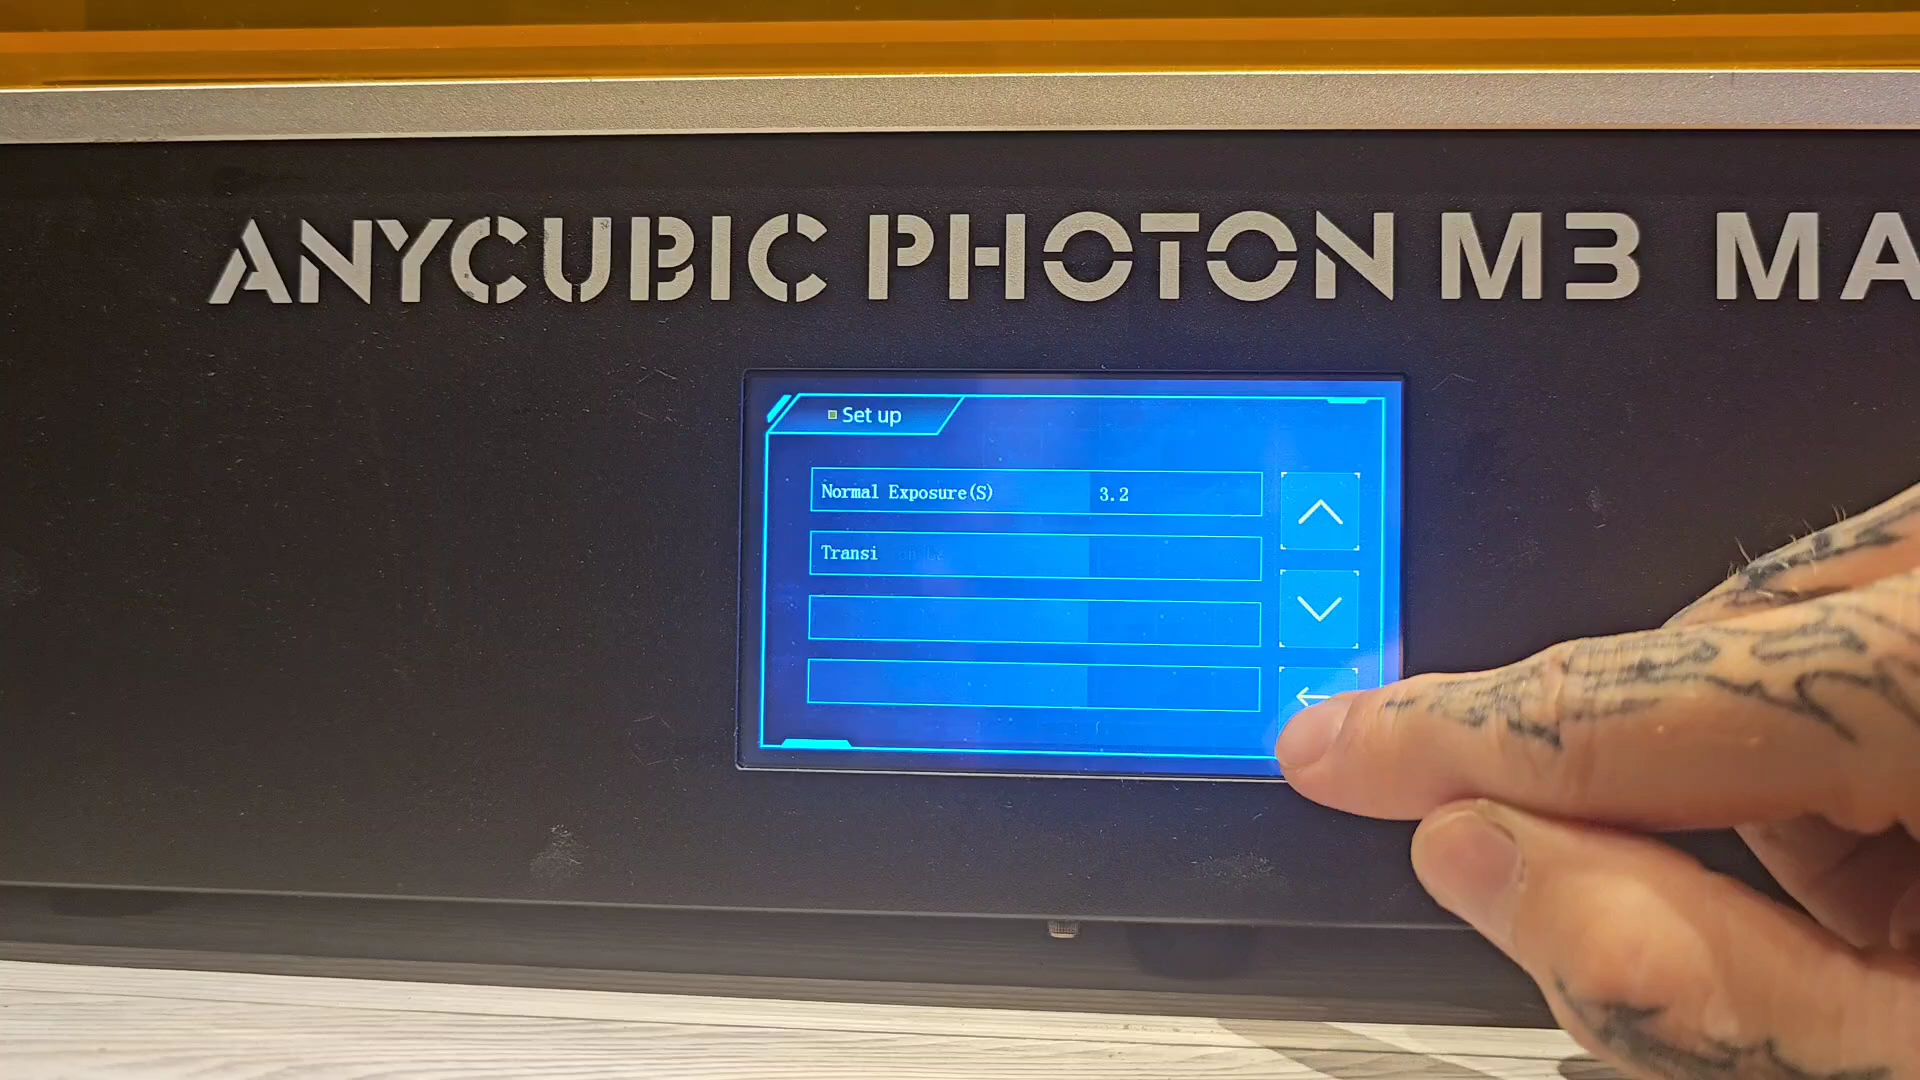 ANYCUBIC PHOTON M3 MA
Set up
Normal Exposure(S) 3.2
Transi